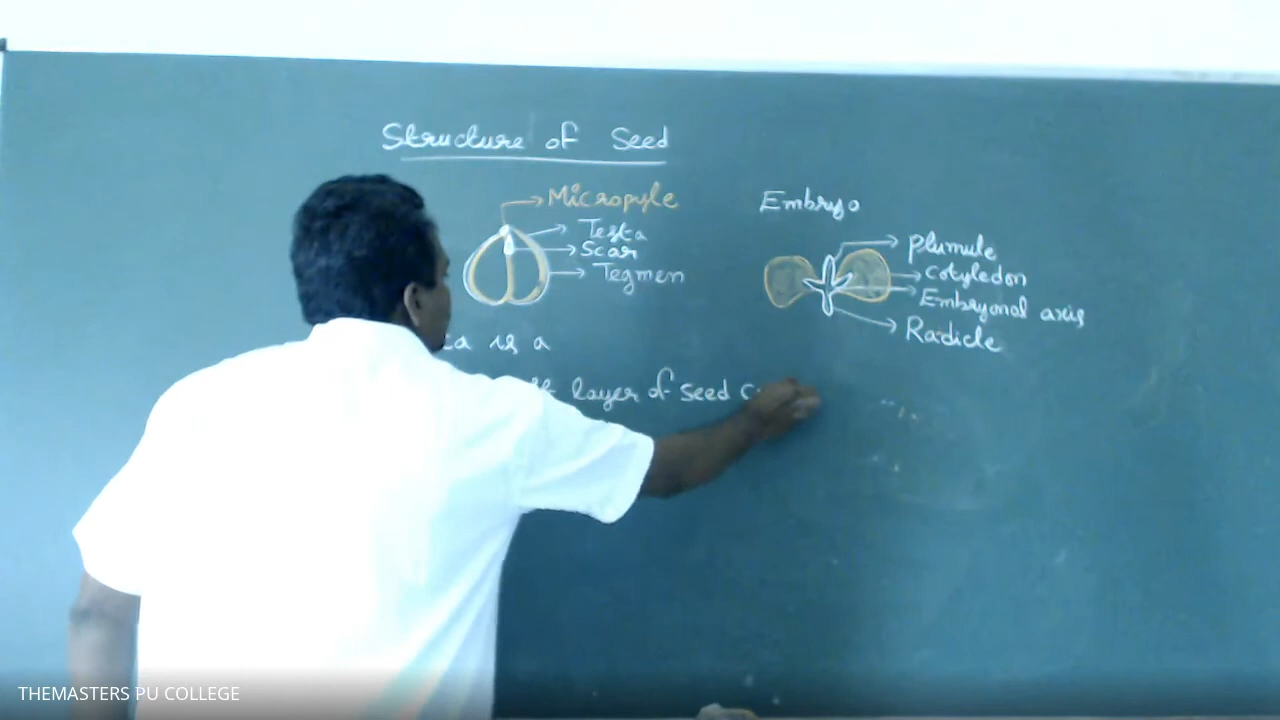 Structure of Seed
Micropyle
Testa
Scar
Tegmen
Embryo
plumule
cotyledon
Embryonal axis
Radicle
is a
layer of seed
THEMASTERS PU COLLEGE